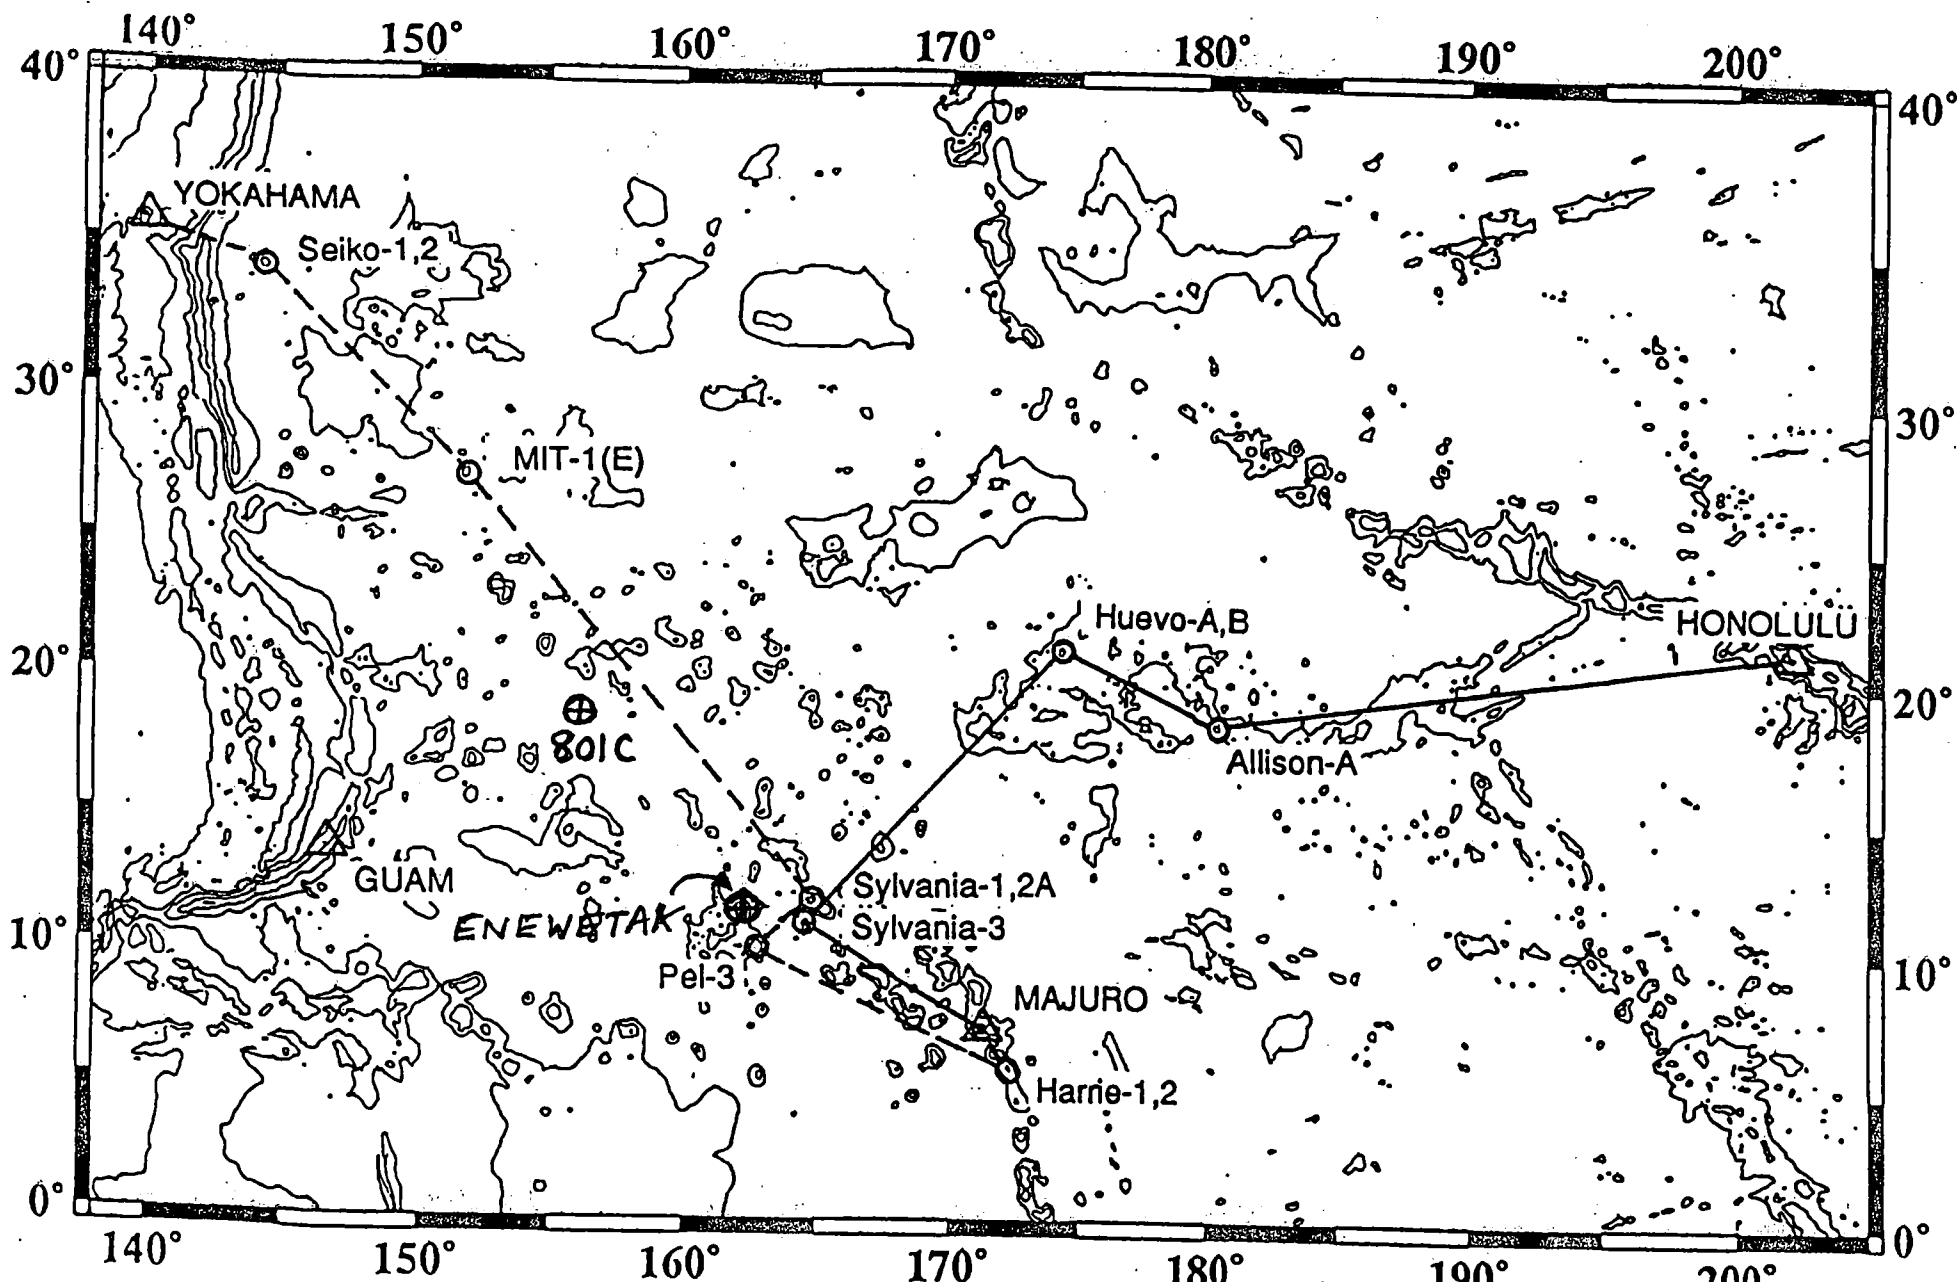 140° 150° 160° 170° 180° 190° 200°
40° 40°
YOKAHAMA
Seiko-1,2
30° 30°
MIT-1(E)
Huevo-A,B
HONOLULU
20° 20°
801C
Allison-A
GUAM
Sylvania-1,2A
ENEWETAK
Sylvania-3
10° 10°
Pel-3
MAJURO
Harrie-1,2
0° 0°
140° 150° 160° 170° 180° 190° 200°